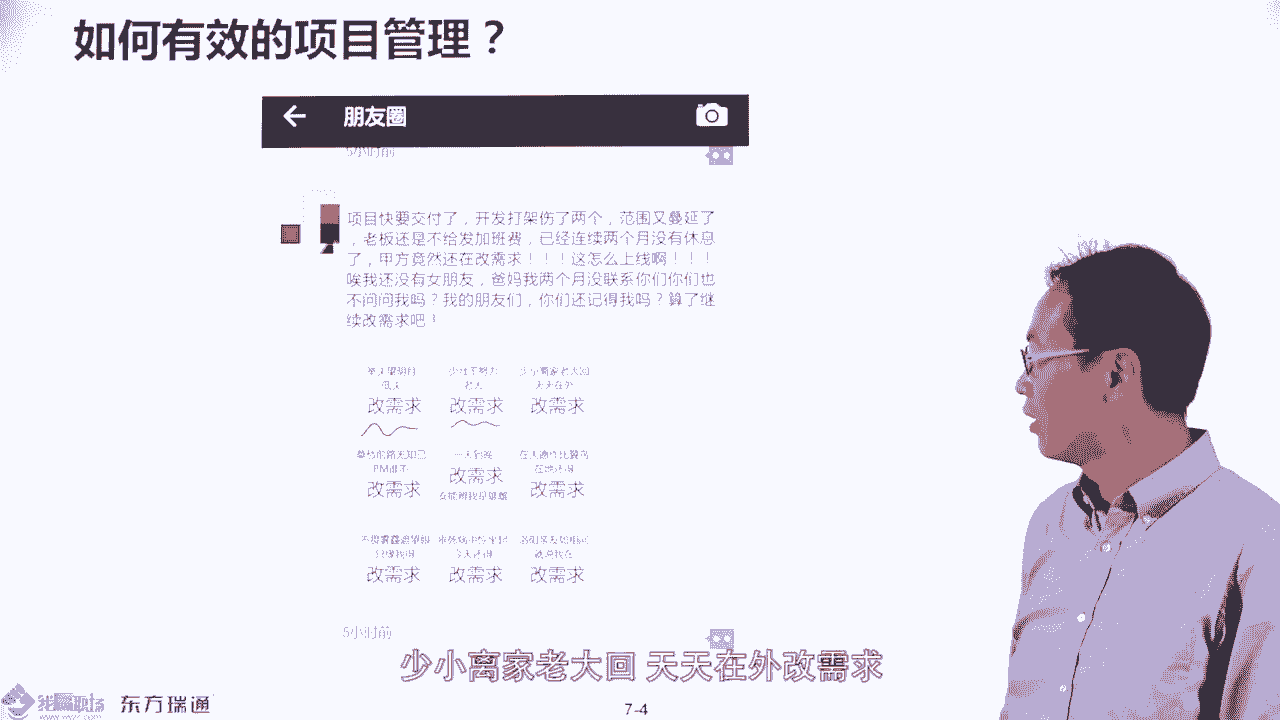 如何有效的项目管理？
朋友圈
5小时前
项目快要交付了，开发打架伤了两个，范围又蔓延了
，老板还是不给发加班费，已经连续两个月没有休息
了，甲方竟然还在改需求！！！这怎么上线啊！！！
唉我还没有女朋友，爸妈我两个月没联系你们你们也
不问问我吗？我的朋友们，你们还记得我吗？算了继
续改需求吧！
少小离家老大回
天天在外
改需求 改需求 改需求
改需求
安能辨我是雄雌
改需求 改需求
改需求 改需求 改需求
5小时前
少小离家老大回 天天在外改需求
东方瑞通
7-4